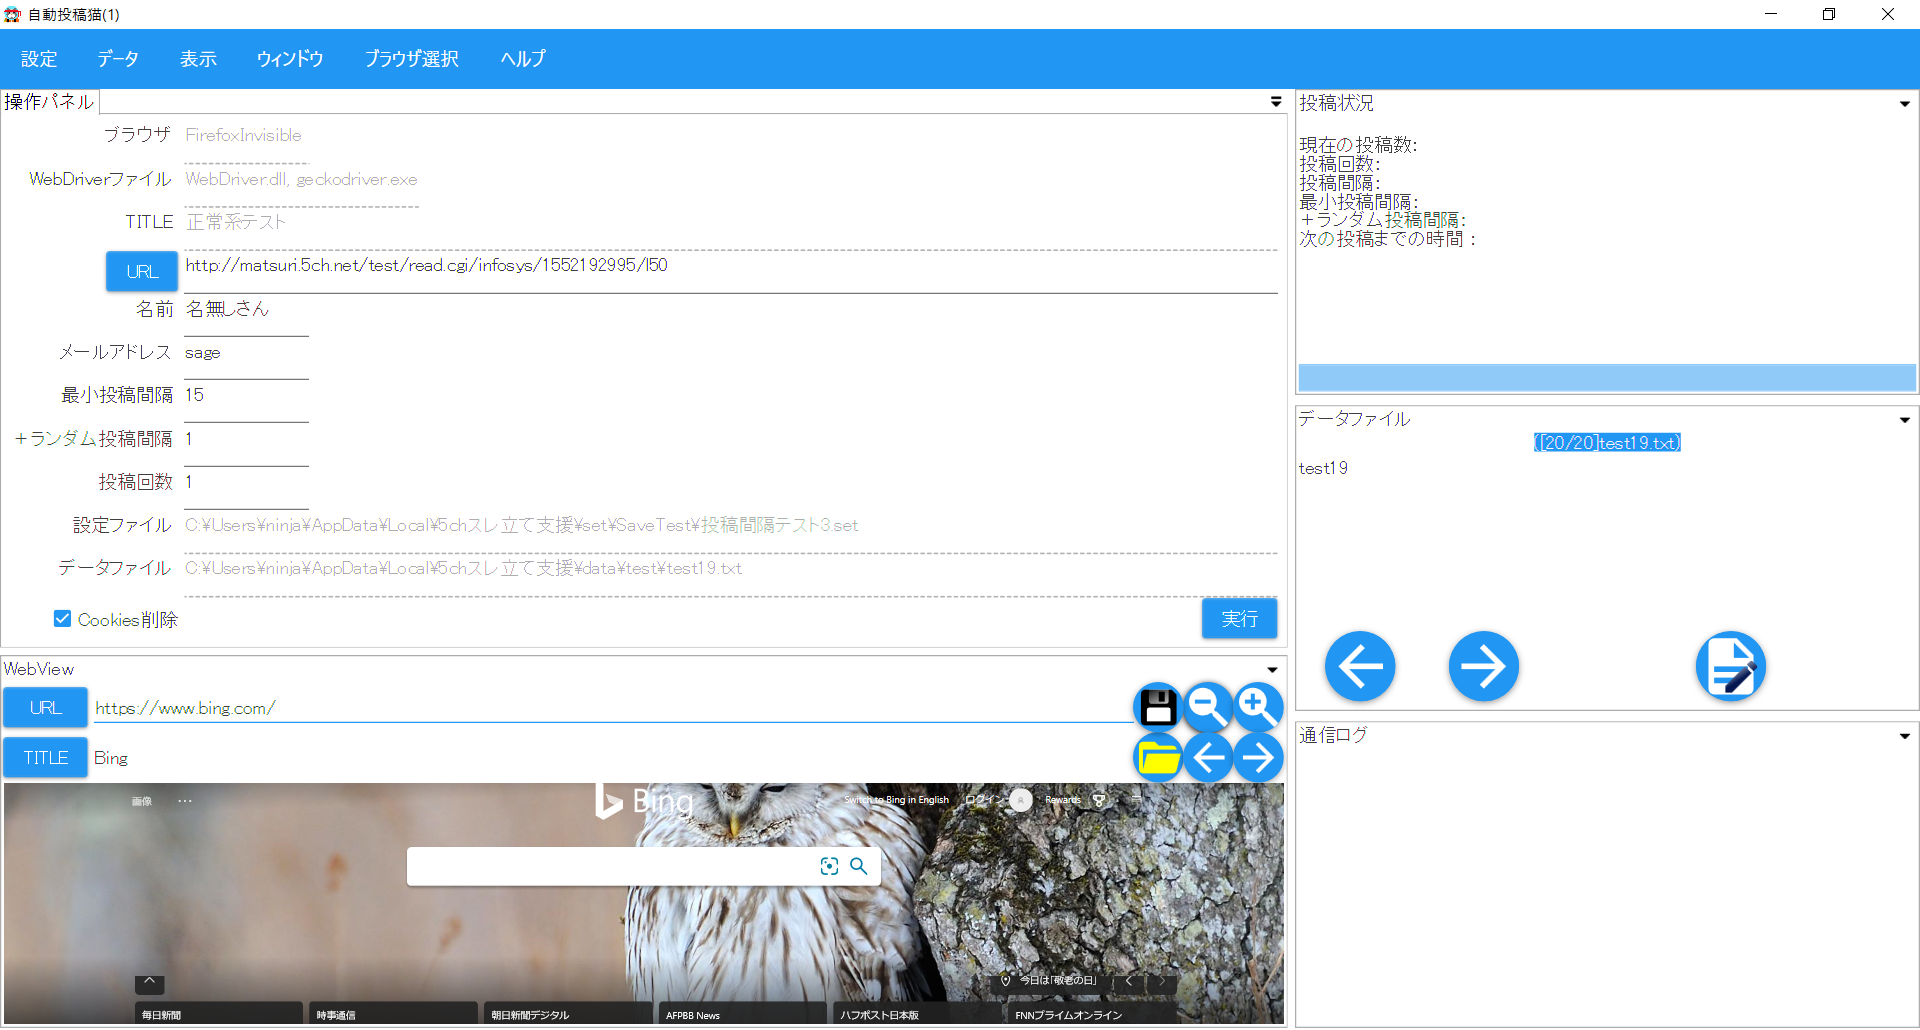 自動投稿猫(1)
設定 データ 表示 ウィンドウ ブラウザ選択 ヘルプ
操作パネル
ブラウザ FirefoxInvisible
WebDriverファイル WebDriver.dll, geckodriver.exe
TITLE 正常系テスト
URL http://matsuri.5ch.net/test/read.cgi/infosys/1552192995/l50
名前 名無しさん
メールアドレス sage
最小投稿間隔 15
+ランダム投稿間隔 1
投稿回数 1
設定ファイル C:¥Users¥ninja¥AppData¥Local¥5chスレ立て支援¥set¥SaveTest¥投稿間隔テスト3.set
データファイル C:¥Users¥ninja¥AppData¥Local¥5chスレ立て支援¥data¥test¥test19.txt
Cookies削除 実行
WebView
URL https://www.bing.com/
TITLE Bing
画像 ... Bing Switch to Bing in English ログイン Rewards
今日は「敬老の日」
毎日新聞 時事通信 朝日新聞デジタル AFPBB News ハフポスト日本版 FNNプライムオンライン
投稿状況
現在の投稿数:
投稿回数:
投稿間隔:
最小投稿間隔:
+ランダム投稿間隔:
次の投稿までの時間:
データファイル
([20/20]test19.txt)
test19
通信ログ